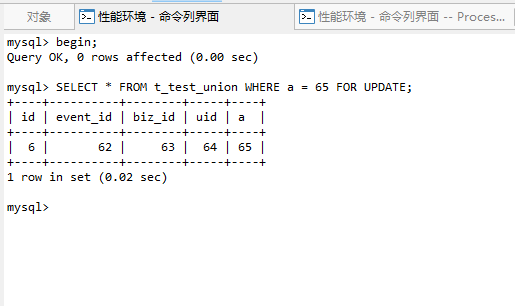 对象 性能环境 - 命令列界面 性能环境 - 命令列界面 -- Proces...
mysql> begin;
Query OK, 0 rows affected (0.00 sec)
mysql> SELECT * FROM t_test_union WHERE a = 65 FOR UPDATE;
+----+----------+--------+-----+----+
| id | event_id | biz_id | uid | a  |
+----+----------+--------+-----+----+
|  6 |       62 |     63 |  64 | 65 |
+----+----------+--------+-----+----+
1 row in set (0.02 sec)
mysql>